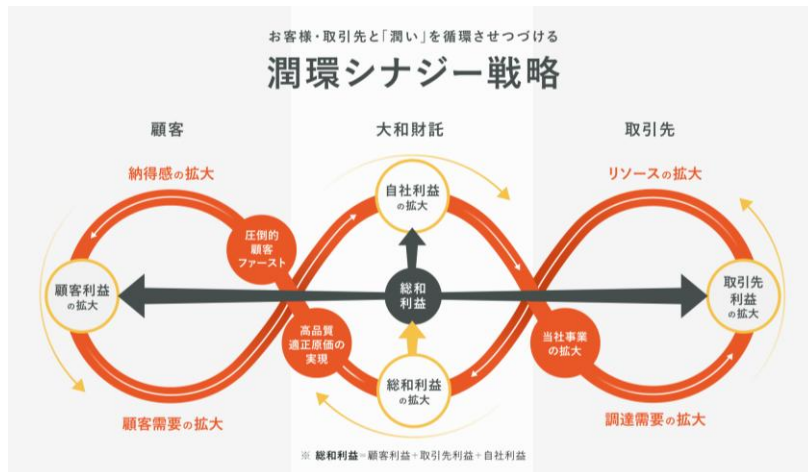 お客様・取引先と「潤い」を循環させつづける
潤環シナジー戦略
顧客
大和財託
取引先
納得感の拡大
リソースの拡大
自社利益
の拡大
圧倒的
顧客
ファースト
顧客利益
の拡大
総和
利益
取引先
利益
の拡大
高品質
適正原価の
実現
当社事業
の拡大
総和利益
の拡大
顧客需要の拡大
調達需要の拡大
※ 総和利益=顧客利益+取引先利益+自社利益